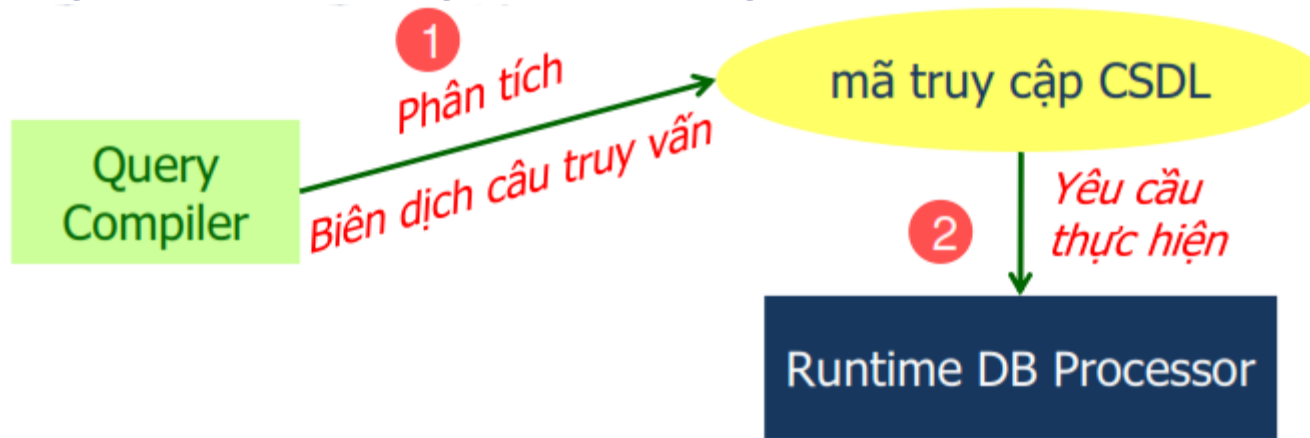 1
Phân tích
Biên dịch câu truy vấn
Query
Compiler
mã truy cập CSDL
2
Yêu cầu
thực hiện
Runtime DB Processor